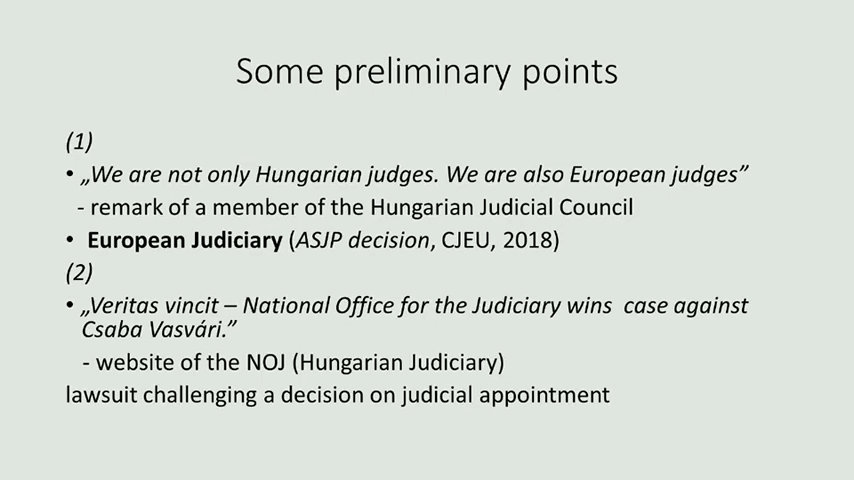 Some preliminary points
(1)
• „We are not only Hungarian judges. We are also European judges”
- remark of a member of the Hungarian Judicial Council
• European Judiciary (ASJP decision, CJEU, 2018)
(2)
• „Veritas vincit – National Office for the Judiciary wins case against
Csaba Vasvári.”
- website of the NOJ (Hungarian Judiciary)
lawsuit challenging a decision on judicial appointment